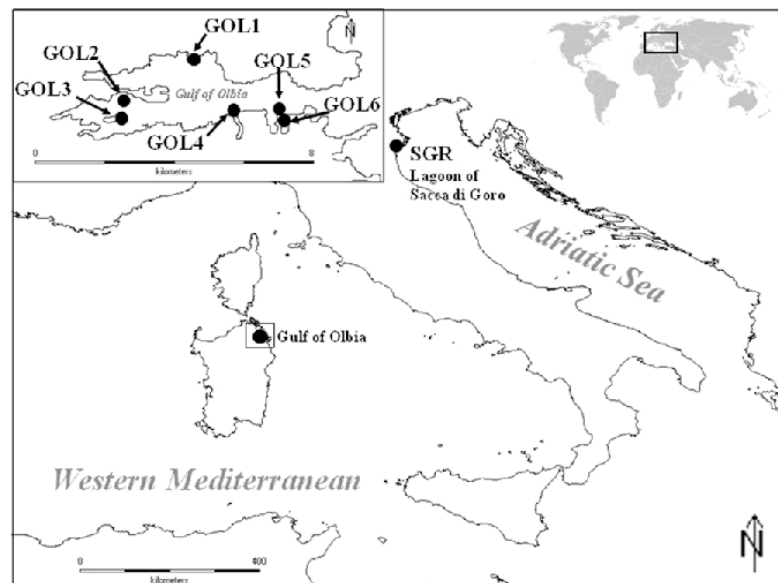 GOL1
N
GOL2
GOL5
GOL3
Gulf of Olbia
GOL6
GOL4
0 8
kilometers
SGR
Lagoon of
Sacca di Goro
Adriatic Sea
Gulf of Olbia
Western Mediterranean
0 400
kilometers
N